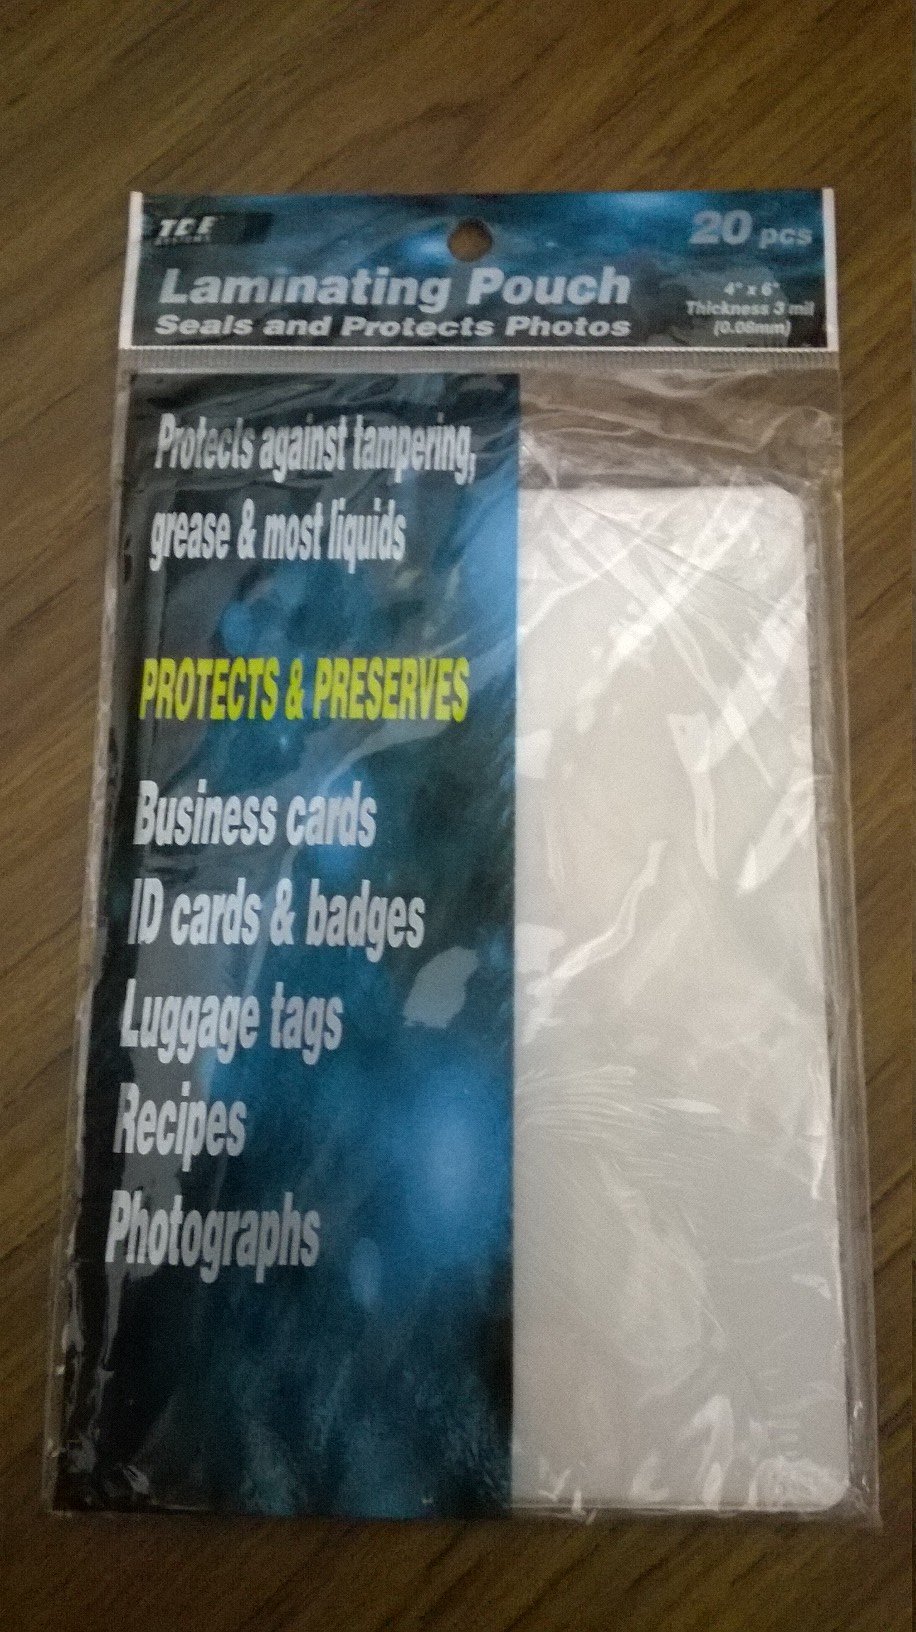 20 pcs
Laminating Pouch
Seals and Protects Photos
4" x 6"
Thickness 3 mil
(0.08mm)
Protects against tampering,
grease & most liquids
PROTECTS & PRESERVES
Business cards
ID cards & badges
Luggage tags
Recipes
Photographs